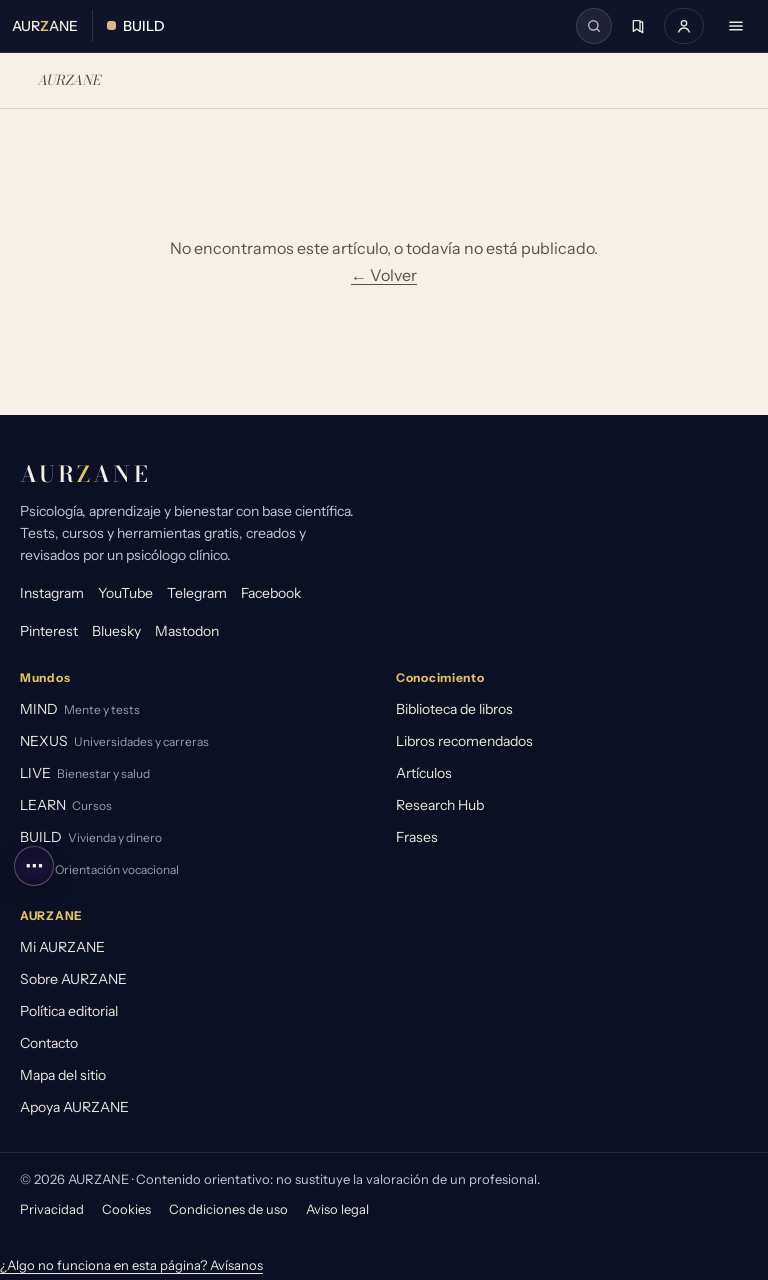 AURZANE BUILD
AURZANE
No encontramos este artículo, o todavía no está publicado.
← Volver
AURZANE
Psicología, aprendizaje y bienestar con base científica.
Tests, cursos y herramientas gratis, creados y
revisados por un psicólogo clínico.
Instagram YouTube Telegram Facebook
Pinterest Bluesky Mastodon
Mundos
MIND Mente y tests
NEXUS Universidades y carreras
LIVE Bienestar y salud
LEARN Cursos
BUILD Vivienda y dinero
Orientación vocacional
Conocimiento
Biblioteca de libros
Libros recomendados
Artículos
Research Hub
Frases
AURZANE
Mi AURZANE
Sobre AURZANE
Política editorial
Contacto
Mapa del sitio
Apoya AURZANE
© 2026 AURZANE · Contenido orientativo: no sustituye la valoración de un profesional.
Privacidad Cookies Condiciones de uso Aviso legal
¿Algo no funciona en esta página? Avísanos